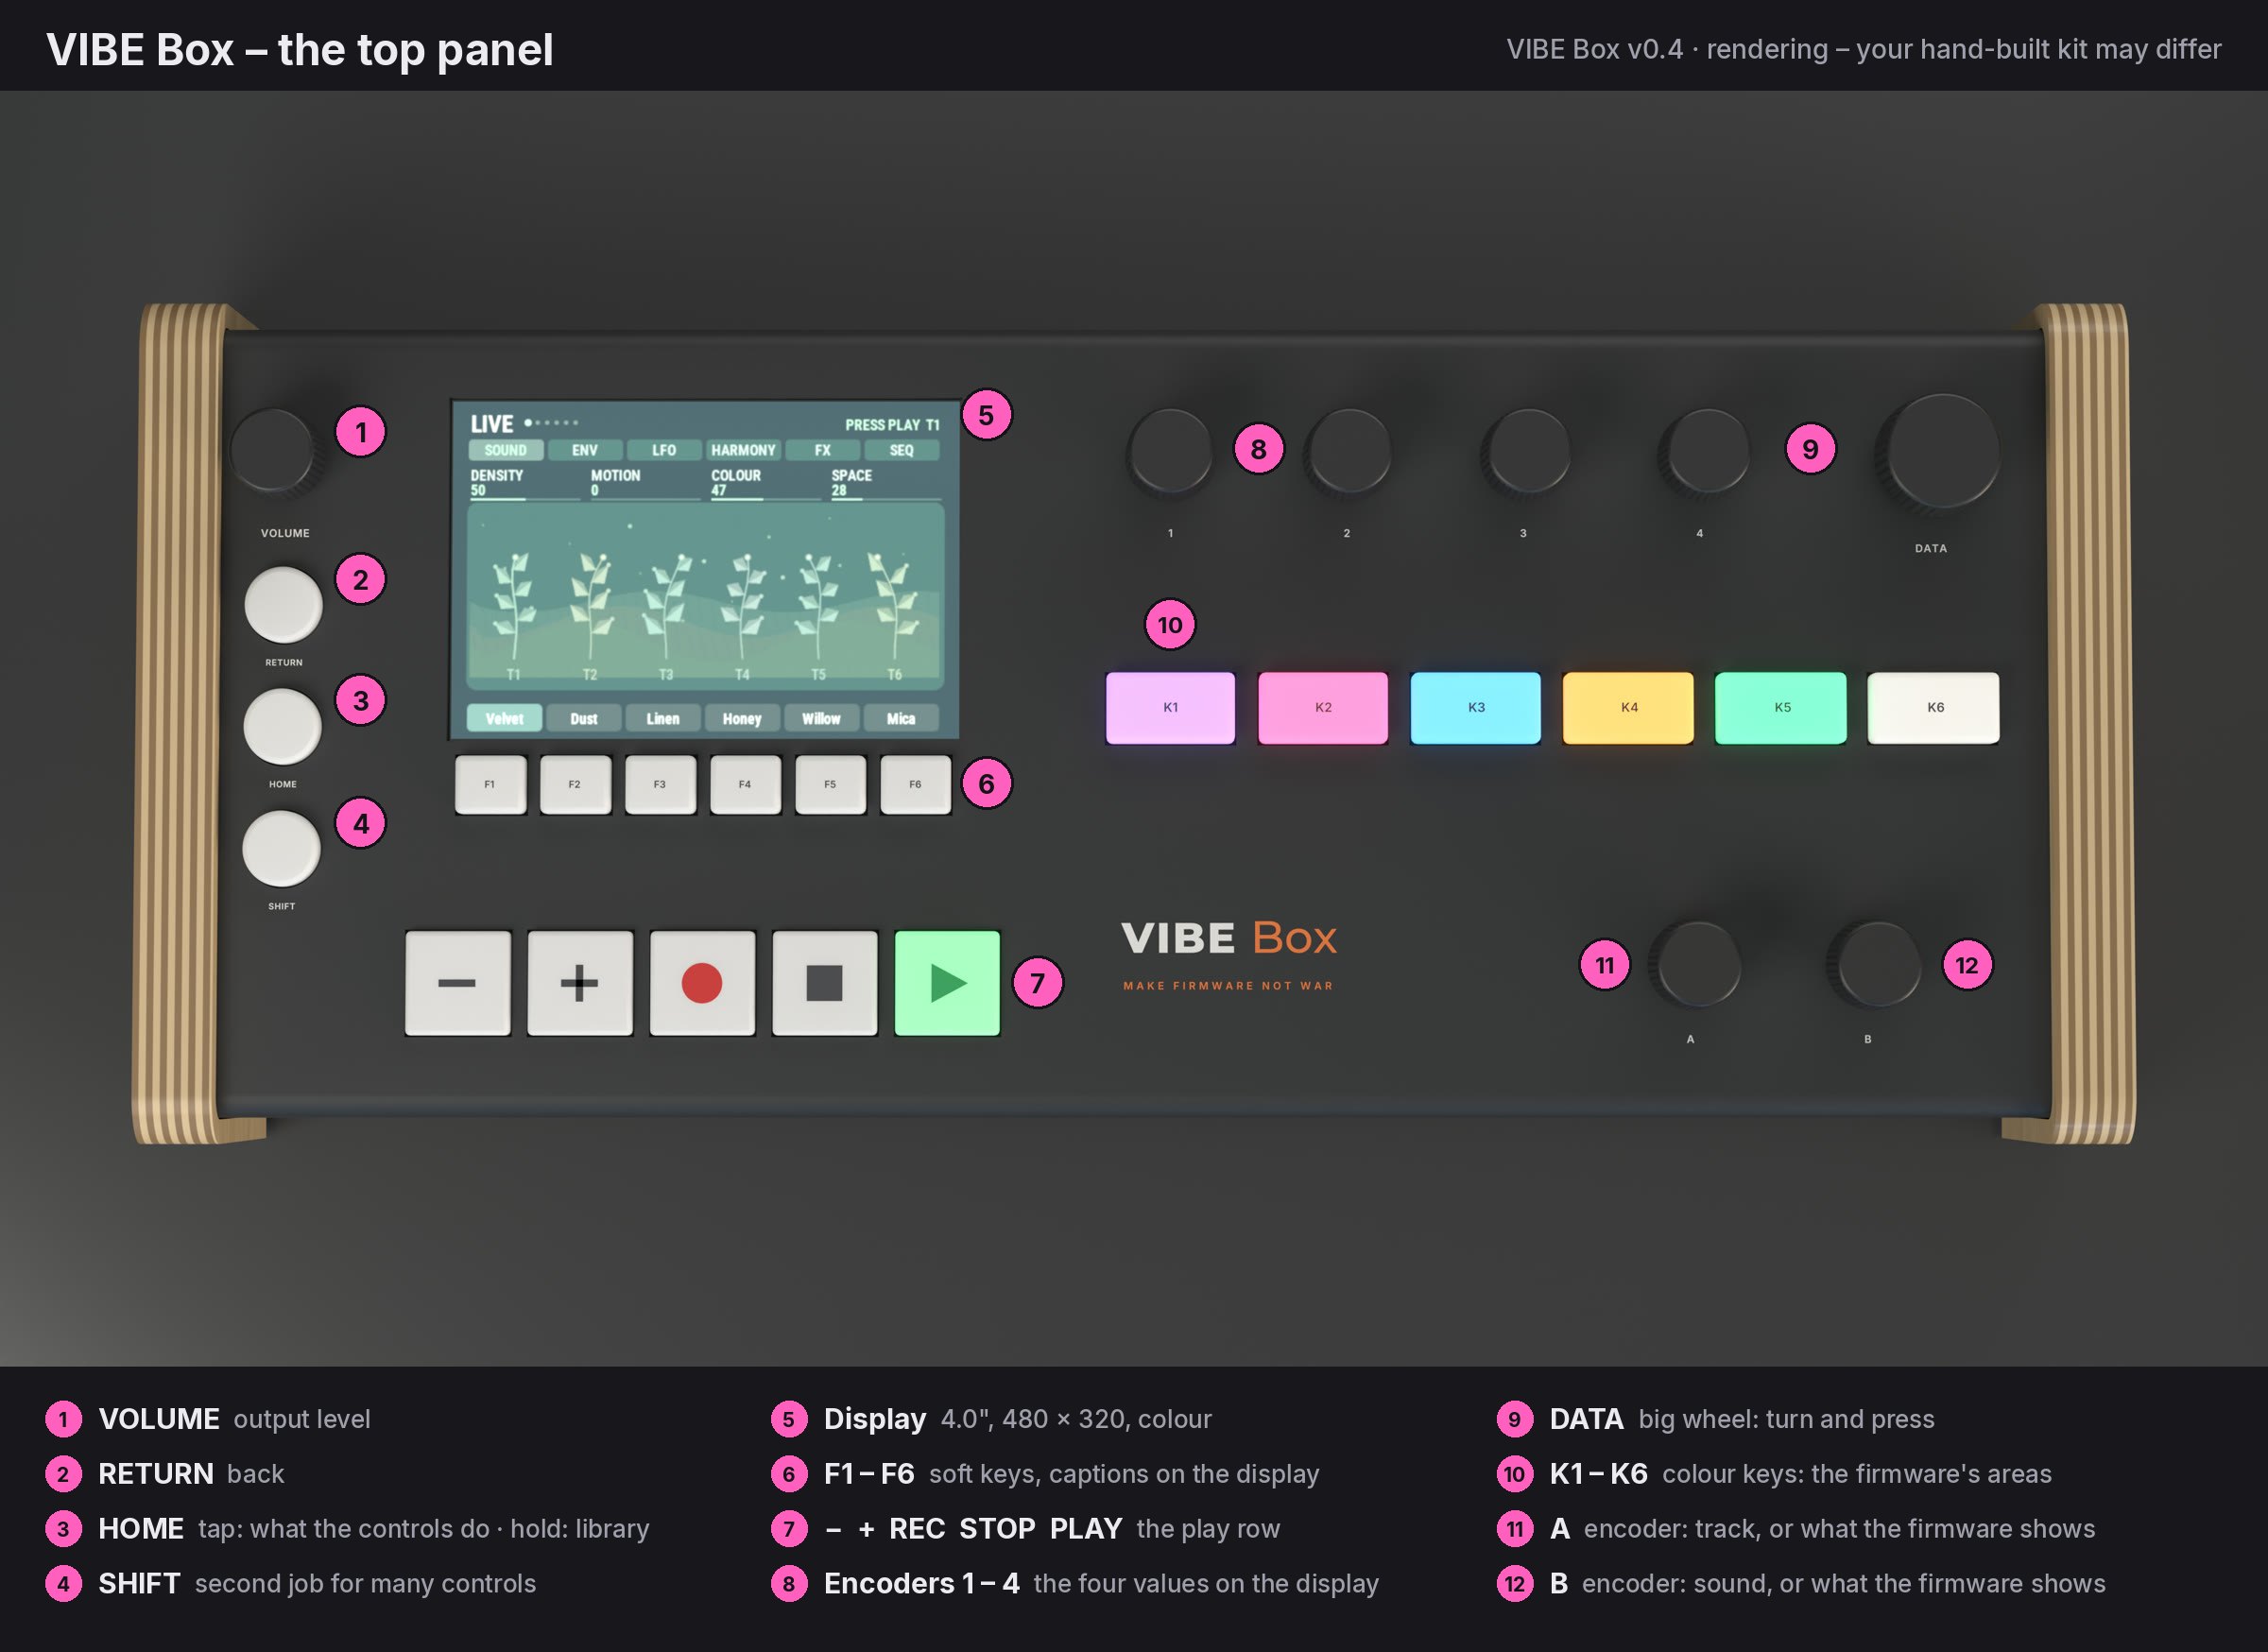 VIBE Box – the top panel
VIBE Box v0.4 · rendering – your hand-built kit may differ
1
VOLUME
2
RETURN
3
HOME
4
SHIFT
LIVE
PRESS PLAY T1
SOUND ENV LFO HARMONY FX SEQ
DENSITY MOTION COLOUR SPACE
50 0 47 28
T1 T2 T3 T4 T5 T6
Velvet Dust Linen Honey Willow Mica
5
F1 F2 F3 F4 F5 F6
6
7
8
9
1 2 3 4
DATA
10
K1 K2 K3 K4 K5 K6
VIBE Box
MAKE FIRMWARE NOT WAR
11
12
A B
1 VOLUME output level
2 RETURN back
3 HOME tap: what the controls do · hold: library
4 SHIFT second job for many controls
5 Display 4.0", 480 × 320, colour
6 F1 – F6 soft keys, captions on the display
7 – + REC STOP PLAY the play row
8 Encoders 1 – 4 the four values on the display
9 DATA big wheel: turn and press
10 K1 – K6 colour keys: the firmware's areas
11 A encoder: track, or what the firmware shows
12 B encoder: sound, or what the firmware shows